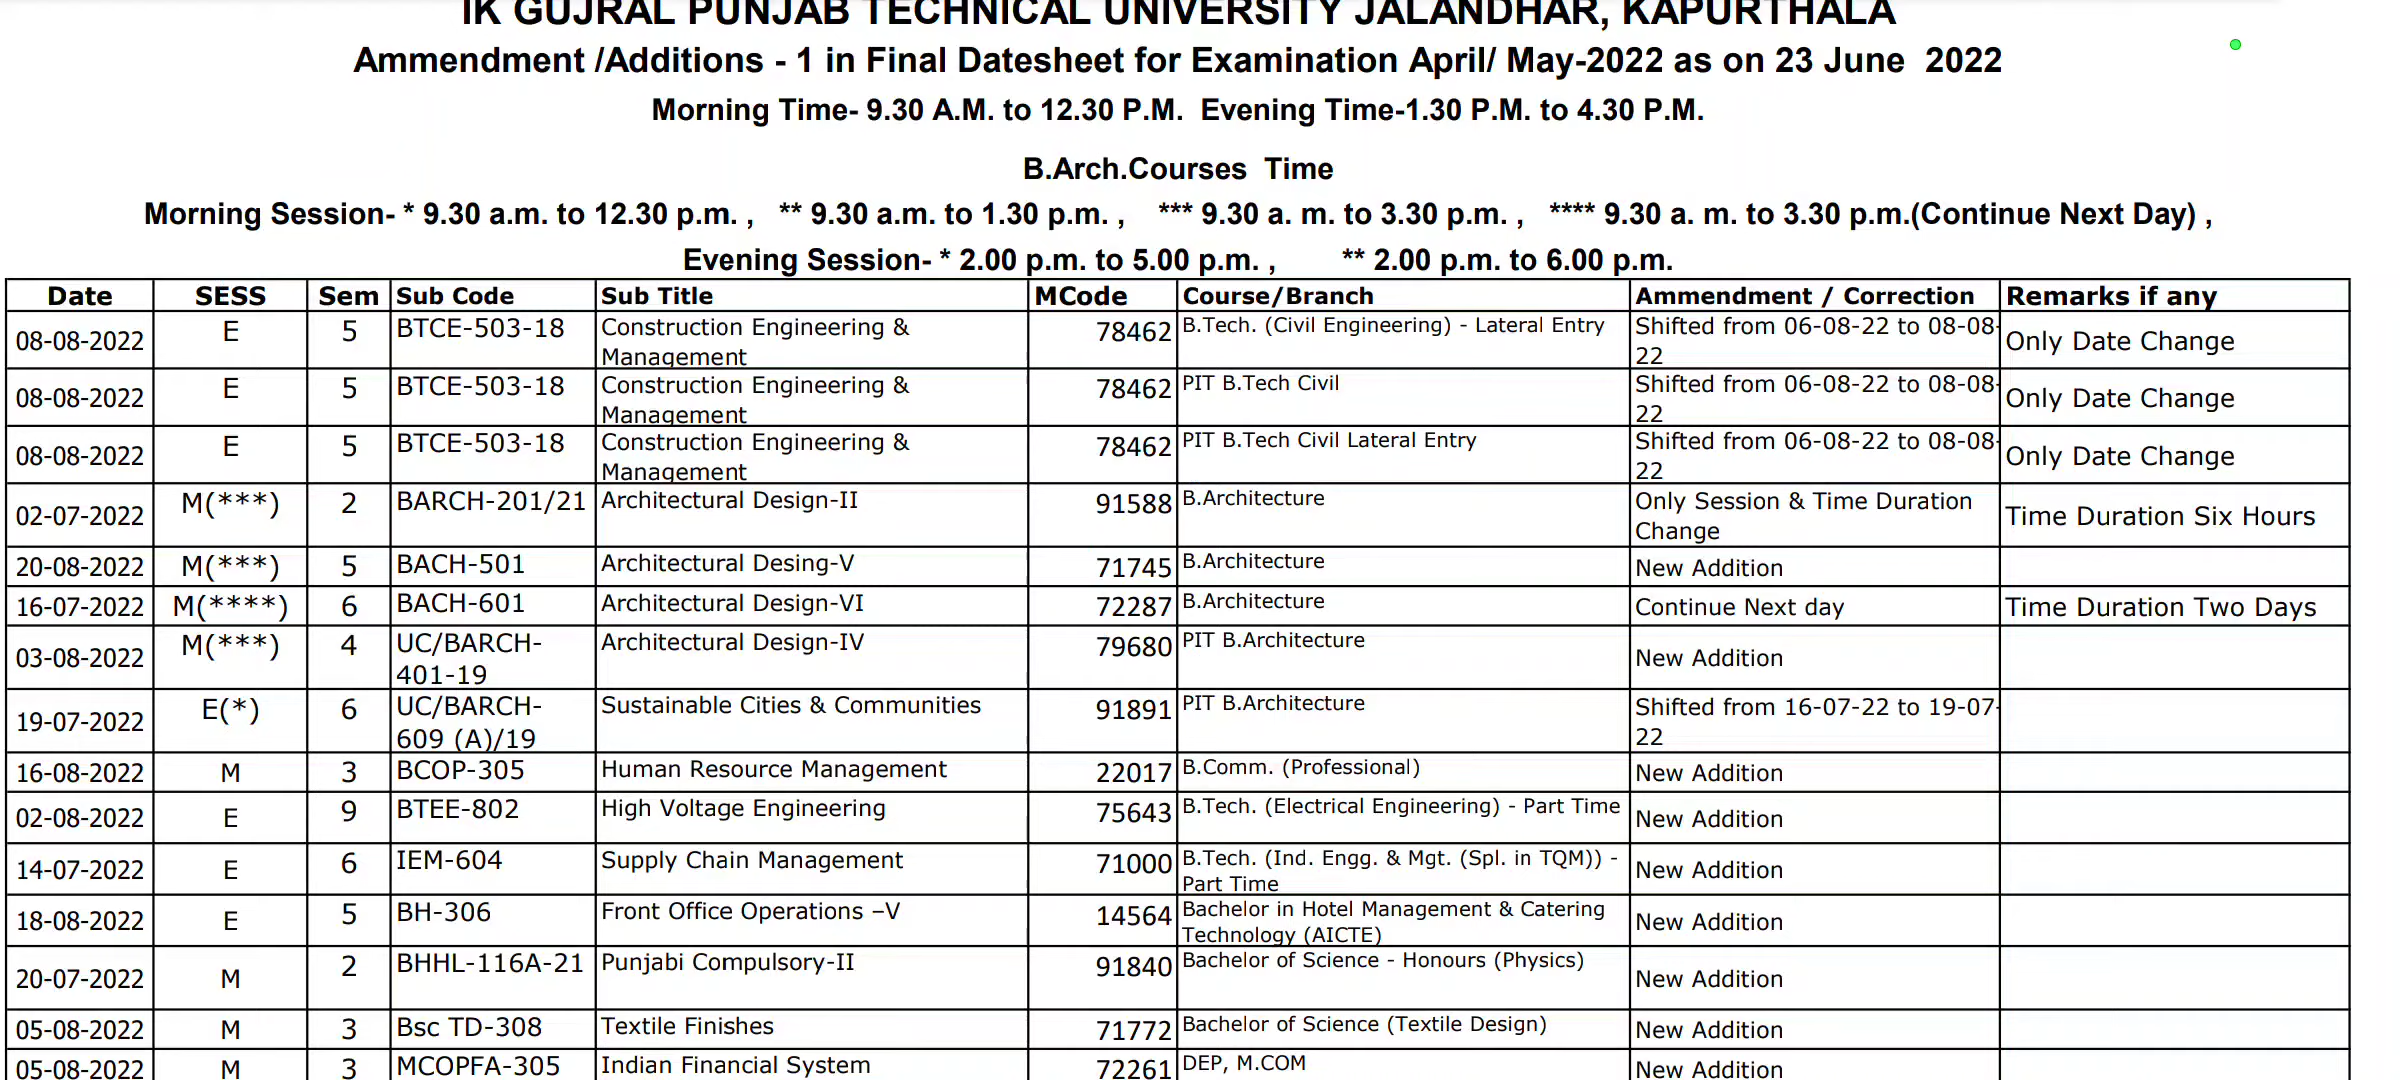 IK GUJRAL PUNJAB TECHNICAL UNIVERSITY JALANDHAR, KAPURTHALA
Ammendment /Additions - 1 in Final Datesheet for Examination April/ May-2022 as on 23 June 2022
Morning Time- 9.30 A.M. to 12.30 P.M. Evening Time-1.30 P.M. to 4.30 P.M.
B.Arch.Courses Time
Morning Session- * 9.30 a.m. to 12.30 p.m. , ** 9.30 a.m. to 1.30 p.m. , *** 9.30 a. m. to 3.30 p.m. , **** 9.30 a. m. to 3.30 p.m.(Continue Next Day) ,
Evening Session- * 2.00 p.m. to 5.00 p.m. , ** 2.00 p.m. to 6.00 p.m.
Date SESS Sem Sub Code Sub Title MCode Course/Branch Ammendment / Correction Remarks if any
08-08-2022 E 5 BTCE-503-18 Construction Engineering & Management 78462 B.Tech. (Civil Engineering) - Lateral Entry Shifted from 06-08-22 to 08-08-22 Only Date Change
08-08-2022 E 5 BTCE-503-18 Construction Engineering & Management 78462 PIT B.Tech Civil Shifted from 06-08-22 to 08-08-22 Only Date Change
08-08-2022 E 5 BTCE-503-18 Construction Engineering & Management 78462 PIT B.Tech Civil Lateral Entry Shifted from 06-08-22 to 08-08-22 Only Date Change
02-07-2022 M(***) 2 BARCH-201/21 Architectural Design-II 91588 B.Architecture Only Session & Time Duration Change Time Duration Six Hours
20-08-2022 M(***) 5 BACH-501 Architectural Desing-V 71745 B.Architecture New Addition
16-07-2022 M(****) 6 BACH-601 Architectural Design-VI 72287 B.Architecture Continue Next day Time Duration Two Days
03-08-2022 M(***) 4 UC/BARCH-401-19 Architectural Design-IV 79680 PIT B.Architecture New Addition
19-07-2022 E(*) 6 UC/BARCH-609 (A)/19 Sustainable Cities & Communities 91891 PIT B.Architecture Shifted from 16-07-22 to 19-07-22
16-08-2022 M 3 BCOP-305 Human Resource Management 22017 B.Comm. (Professional) New Addition
02-08-2022 E 9 BTEE-802 High Voltage Engineering 75643 B.Tech. (Electrical Engineering) - Part Time New Addition
14-07-2022 E 6 IEM-604 Supply Chain Management 71000 B.Tech. (Ind. Engg. & Mgt. (Spl. in TQM)) - Part Time New Addition
18-08-2022 E 5 BH-306 Front Office Operations –V 14564 Bachelor in Hotel Management & Catering Technology (AICTE) New Addition
20-07-2022 M 2 BHHL-116A-21 Punjabi Compulsory-II 91840 Bachelor of Science - Honours (Physics) New Addition
05-08-2022 M 3 Bsc TD-308 Textile Finishes 71772 Bachelor of Science (Textile Design) New Addition
05-08-2022 M 3 MCOPFA-305 Indian Financial System 72261 DEP, M.COM New Addition